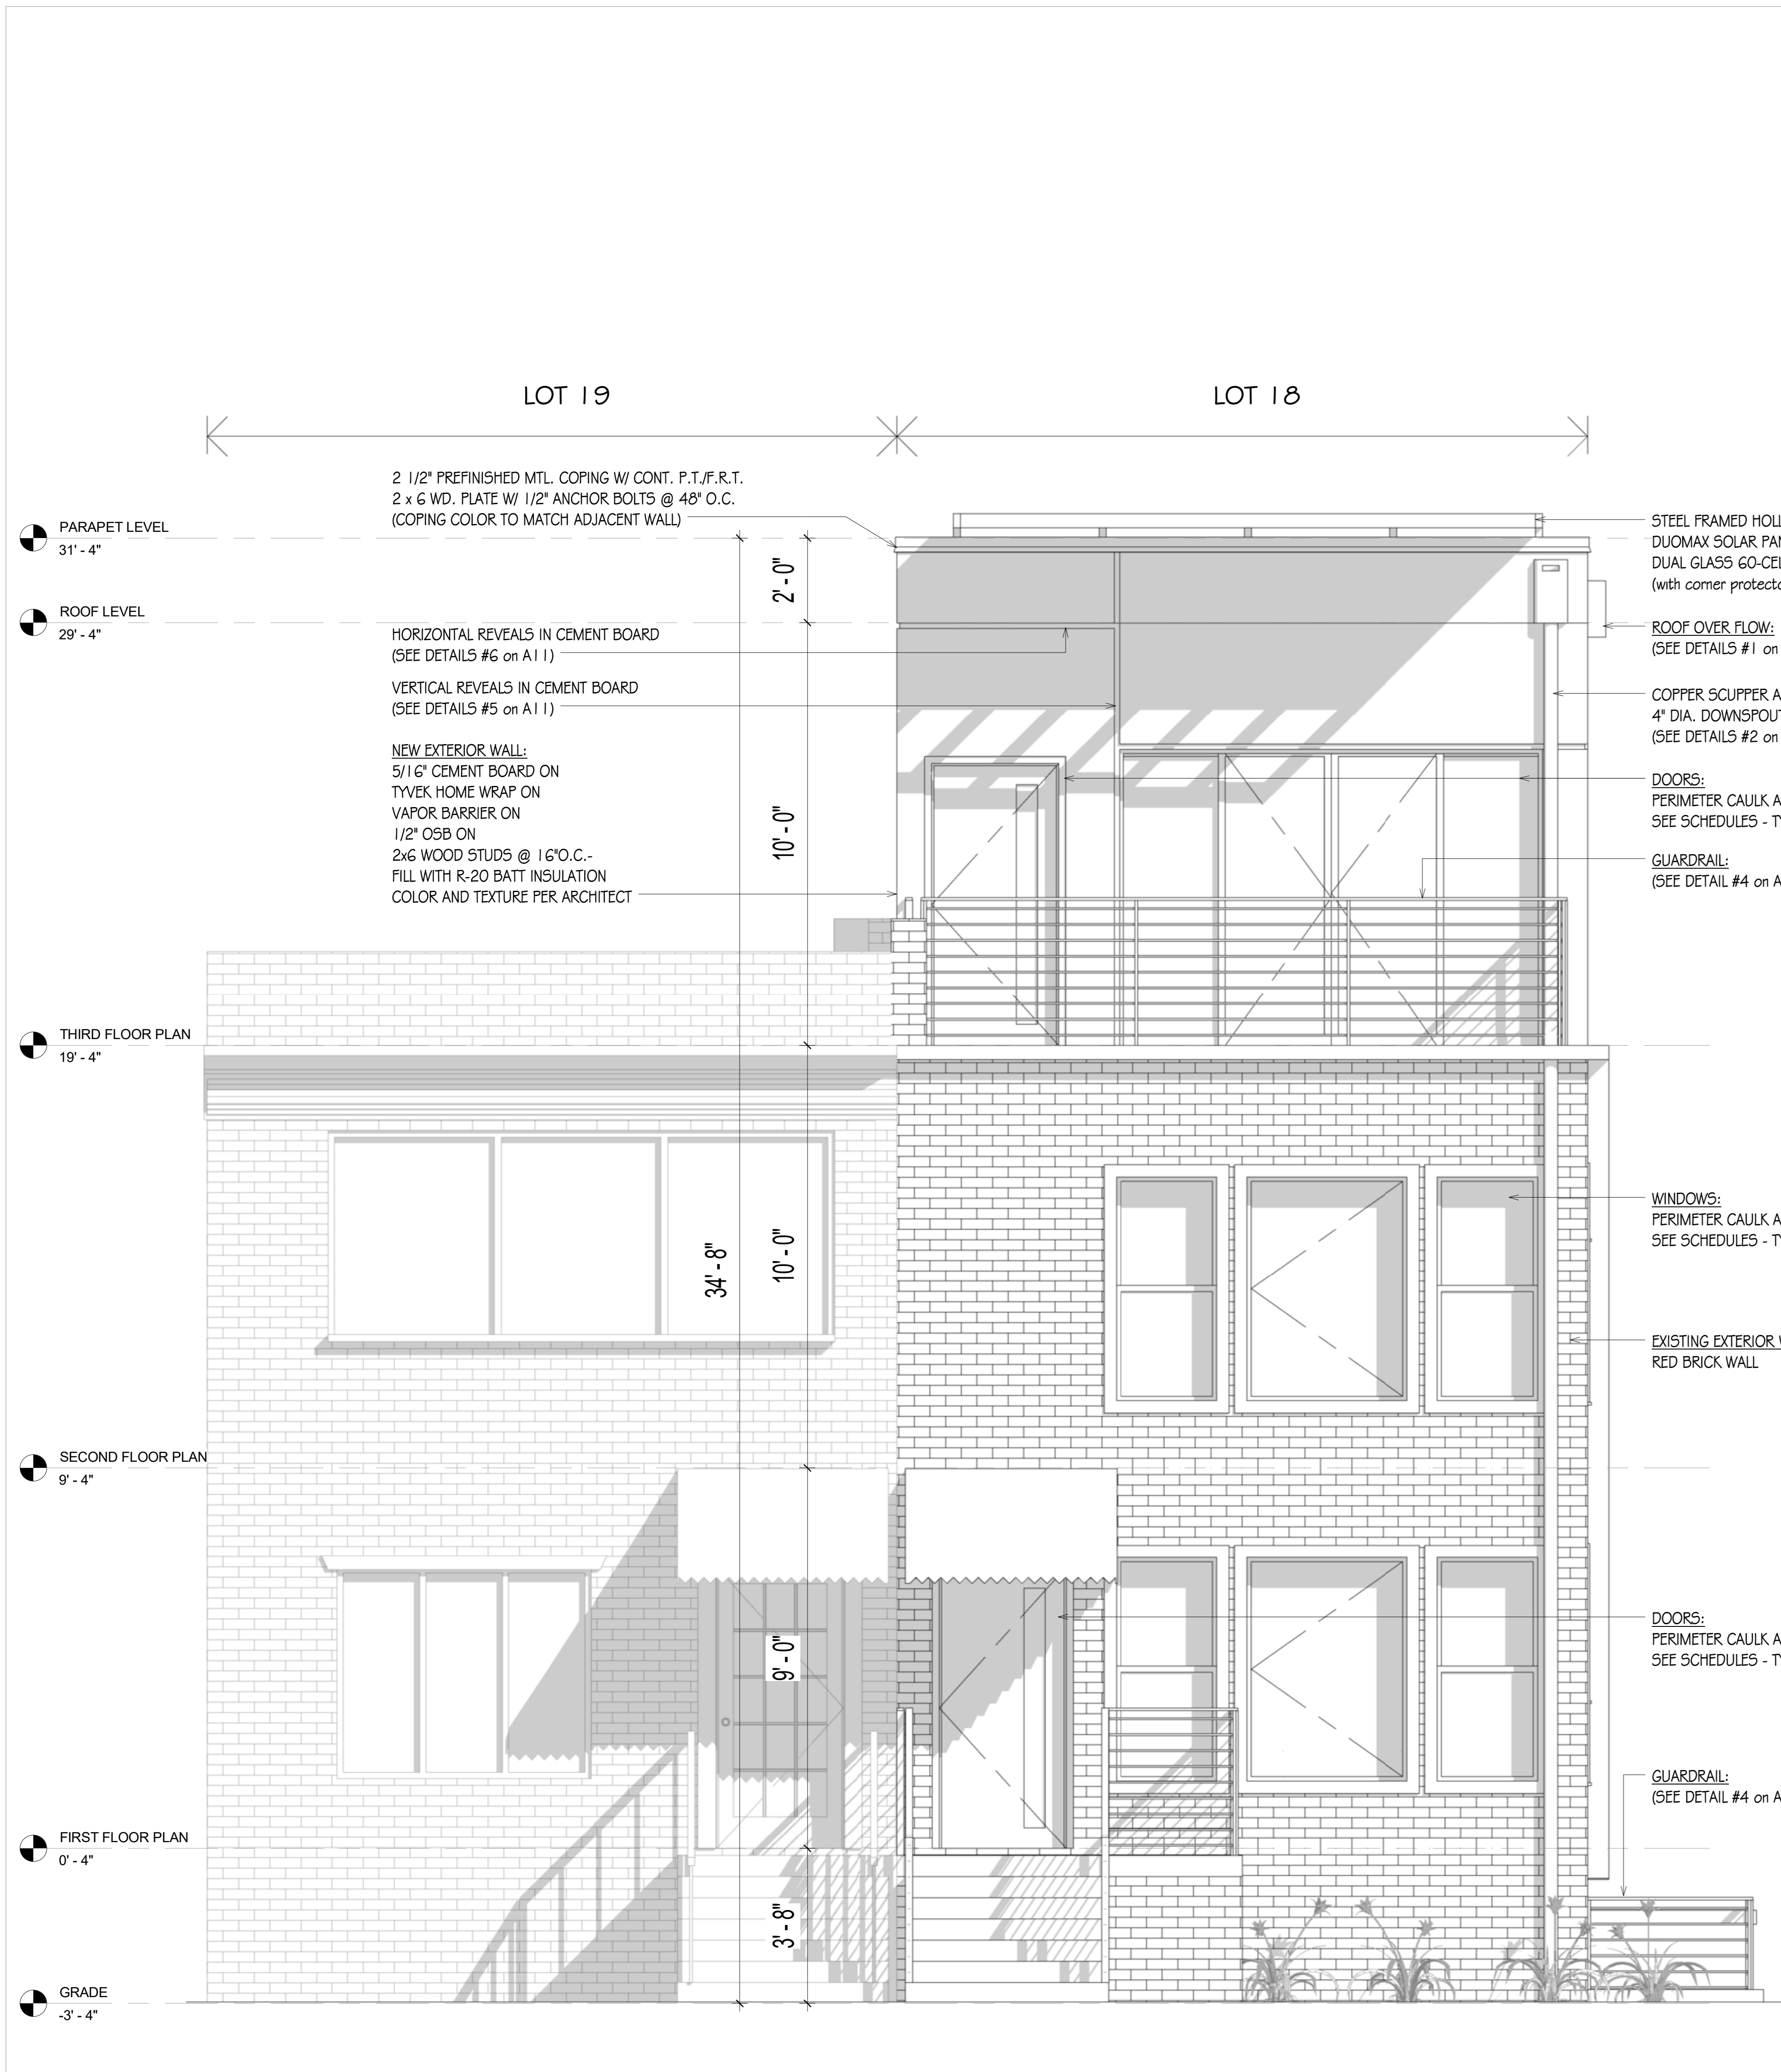 LOT 19
LOT 18
2 1/2" PREFINISHED MTL. COPING W/ CONT. P.T./F.R.T.
2 x 6 WD. PLATE W/ 1/2" ANCHOR BOLTS @ 48" O.C.
(COPING COLOR TO MATCH ADJACENT WALL)
PARAPET LEVEL
31' - 4"
ROOF LEVEL
29' - 4"
HORIZONTAL REVEALS IN CEMENT BOARD
(SEE DETAILS #6 on A11)
VERTICAL REVEALS IN CEMENT BOARD
(SEE DETAILS #5 on A11)
NEW EXTERIOR WALL:
5/16" CEMENT BOARD ON
TYVEK HOME WRAP ON
VAPOR BARRIER ON
1/2" OSB ON
2x6 WOOD STUDS @ 16"O.C.-
FILL WITH R-20 BATT INSULATION
COLOR AND TEXTURE PER ARCHITECT
2' - 0"
10' - 0"
34' - 8"
10' - 0"
9' - 0"
3' - 8"
THIRD FLOOR PLAN
19' - 4"
SECOND FLOOR PLAN
9' - 4"
FIRST FLOOR PLAN
0' - 4"
GRADE
-3' - 4"
STEEL FRAMED HOLL
DUOMAX SOLAR PAN
DUAL GLASS 60-CEL
(with corner protecto
ROOF OVER FLOW:
(SEE DETAILS #1 on
COPPER SCUPPER A
4" DIA. DOWNSPOUT
(SEE DETAILS #2 on
DOORS:
PERIMETER CAULK A
SEE SCHEDULES - TY
GUARDRAIL:
(SEE DETAIL #4 on A
WINDOWS:
PERIMETER CAULK A
SEE SCHEDULES - TY
EXISTING EXTERIOR W
RED BRICK WALL
DOORS:
PERIMETER CAULK A
SEE SCHEDULES - TY
GUARDRAIL:
(SEE DETAIL #4 on A